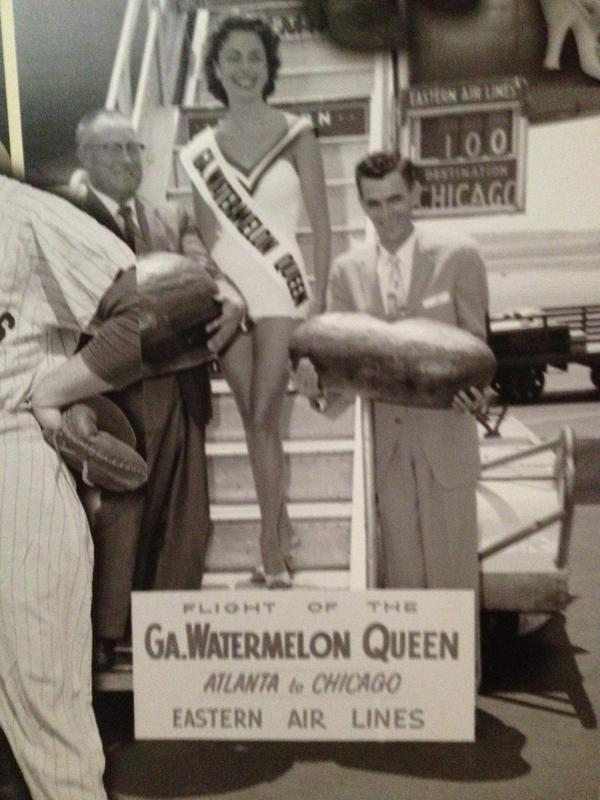 EASTERN AIR LINES
100
DESTINATION
CHICAGO
GA. WATERMELON QUEEN
FLIGHT OF THE
GA. WATERMELON QUEEN
ATLANTA to CHICAGO
EASTERN AIR LINES